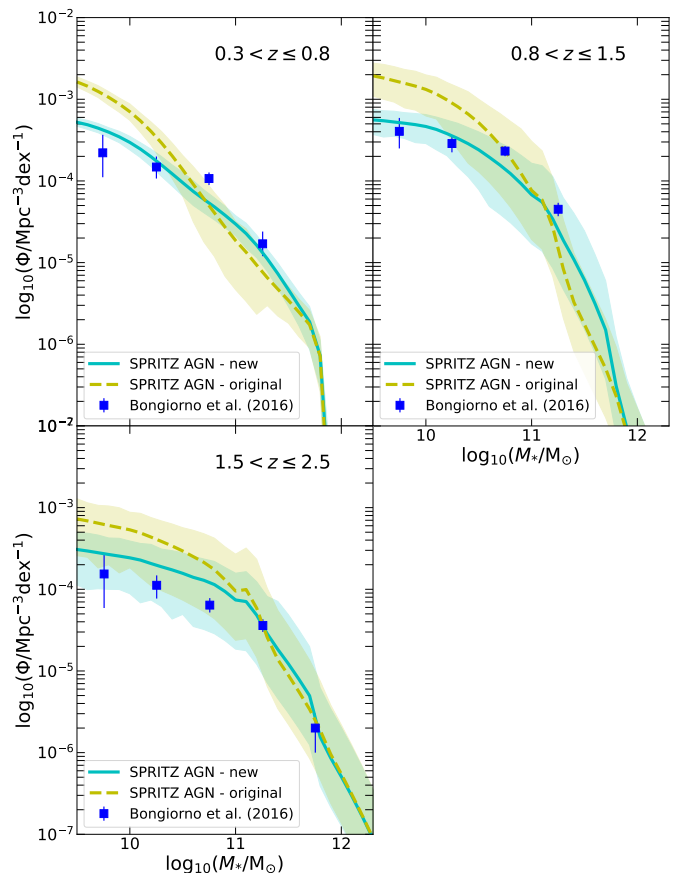 10⁻²
10⁻³
10⁻⁴
10⁻⁵
10⁻⁶
10⁻²
log₁₀(Φ/Mpc⁻³dex⁻¹)
0.3 < z ≤ 0.8
SPRITZ AGN - new
SPRITZ AGN - original
Bongiorno et al. (2016)
0.8 < z ≤ 1.5
SPRITZ AGN - new
SPRITZ AGN - original
Bongiorno et al. (2016)
10 11 12
log₁₀(M*/M⊙)
10⁻³
10⁻⁴
10⁻⁵
10⁻⁶
10⁻⁷
log₁₀(Φ/Mpc⁻³dex⁻¹)
1.5 < z ≤ 2.5
SPRITZ AGN - new
SPRITZ AGN - original
Bongiorno et al. (2016)
10 11 12
log₁₀(M*/M⊙)